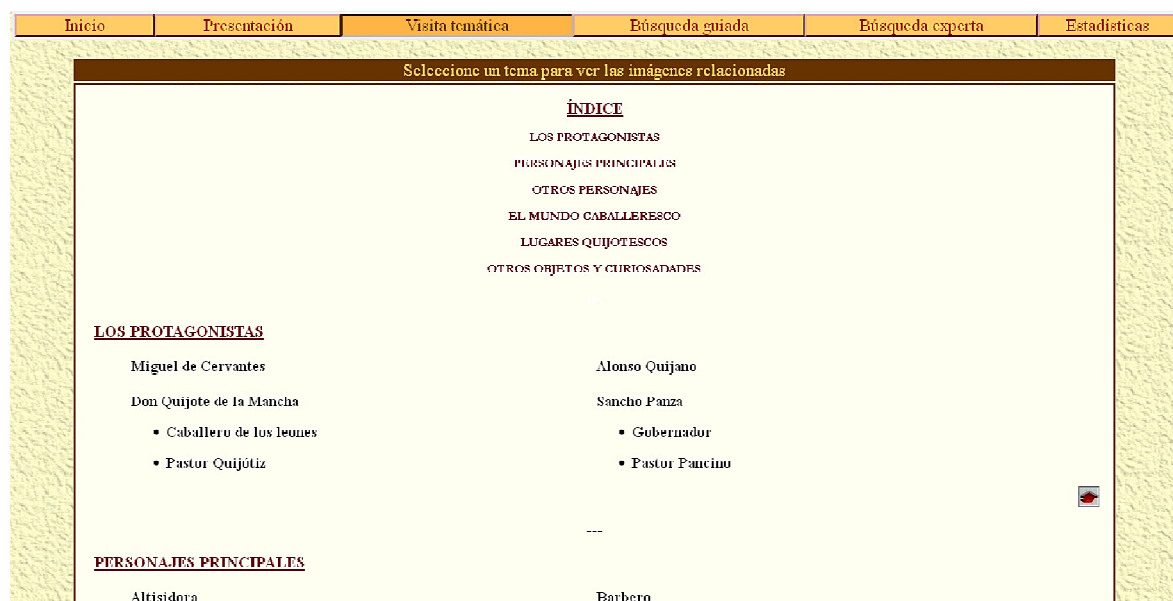 Inicio Presentación Visita temática Búsqueda guiada Búsqueda experta Estadísticas
Seleccione un tema para ver las imágenes relacionadas
ÍNDICE
LOS PROTAGONISTAS
PERSONAJES PRINCIPALES
OTROS PERSONAJES
EL MUNDO CABALLERESCO
LUGARES QUIJOTESCOS
OTROS OBJETOS Y CURIOSADADES
LOS PROTAGONISTAS
Miguel de Cervantes Alonso Quijano
Don Quijote de la Mancha Sancho Panza
• Caballero de los leones • Gobernador
• Pastor Quijótiz • Pastor Pancino
---
PERSONAJES PRINCIPALES
Altisidora Barbero